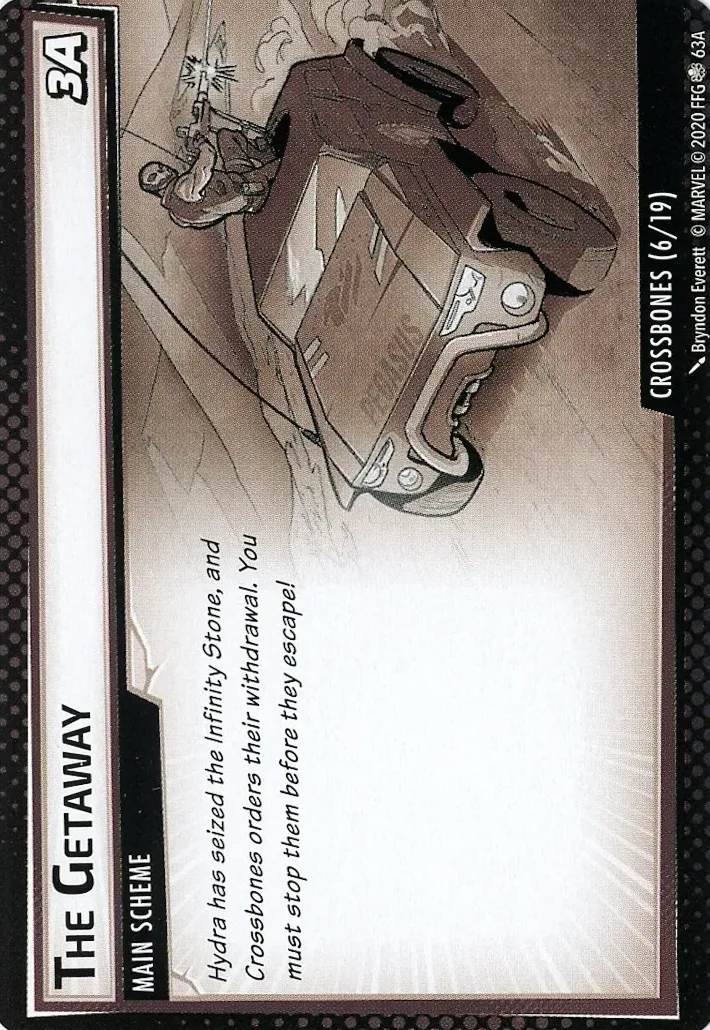 THE GETAWAY
3A
MAIN SCHEME
Hydra has seized the Infinity Stone, and
Crossbones orders their withdrawal. You
must stop them before they escape!
PEGASUS
CROSSBONES (6/19)
Bryndon Everett © MARVEL © 2020 FFG 63A